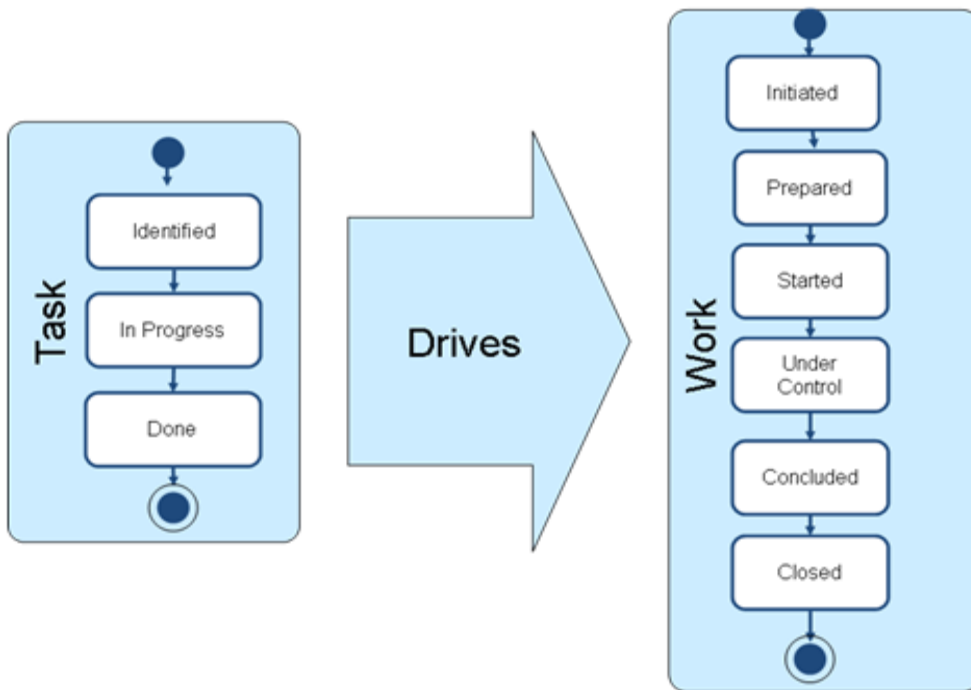 Task
Identified
In Progress
Done
Drives
Work
Initiated
Prepared
Started
Under
Control
Concluded
Closed